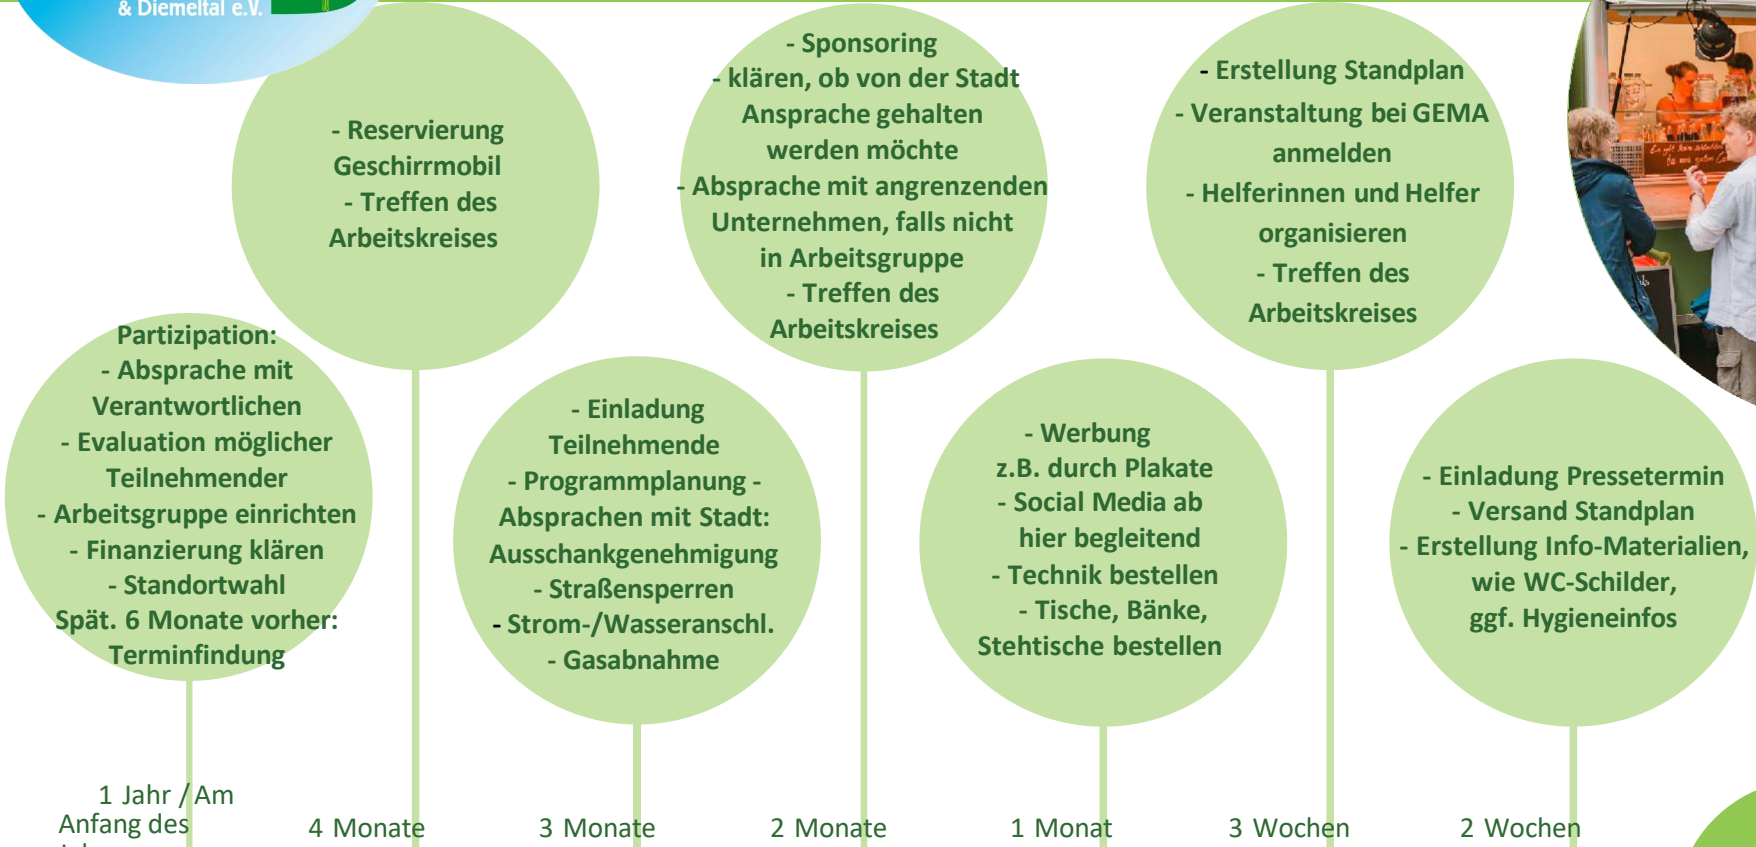 & Diemeltal e.V.
- Reservierung
Geschirrmobil
- Treffen des
Arbeitskreises
- Sponsoring
- klären, ob von der Stadt
Ansprache gehalten
werden möchte
- Absprache mit angrenzenden
Unternehmen, falls nicht
in Arbeitsgruppe
- Treffen des
Arbeitskreises
- Erstellung Standplan
- Veranstaltung bei GEMA
anmelden
- Helferinnen und Helfer
organisieren
- Treffen des
Arbeitskreises
Partizipation:
- Absprache mit
Verantwortlichen
- Evaluation möglicher
Teilnehmender
- Arbeitsgruppe einrichten
- Finanzierung klären
- Standortwahl
Spät. 6 Monate vorher:
Terminfindung
- Einladung
Teilnehmende
- Programmplanung -
Absprachen mit Stadt:
Ausschankgenehmigung
- Straßensperren
- Strom-/Wasseranschl.
- Gasabnahme
- Werbung
z.B. durch Plakate
- Social Media ab
hier begleitend
- Technik bestellen
- Tische, Bänke,
Stehtische bestellen
- Einladung Pressetermin
- Versand Standplan
- Erstellung Info-Materialien,
wie WC-Schilder,
ggf. Hygieneinfos
1 Jahr / Am
Anfang des
4 Monate
3 Monate
2 Monate
1 Monat
3 Wochen
2 Wochen